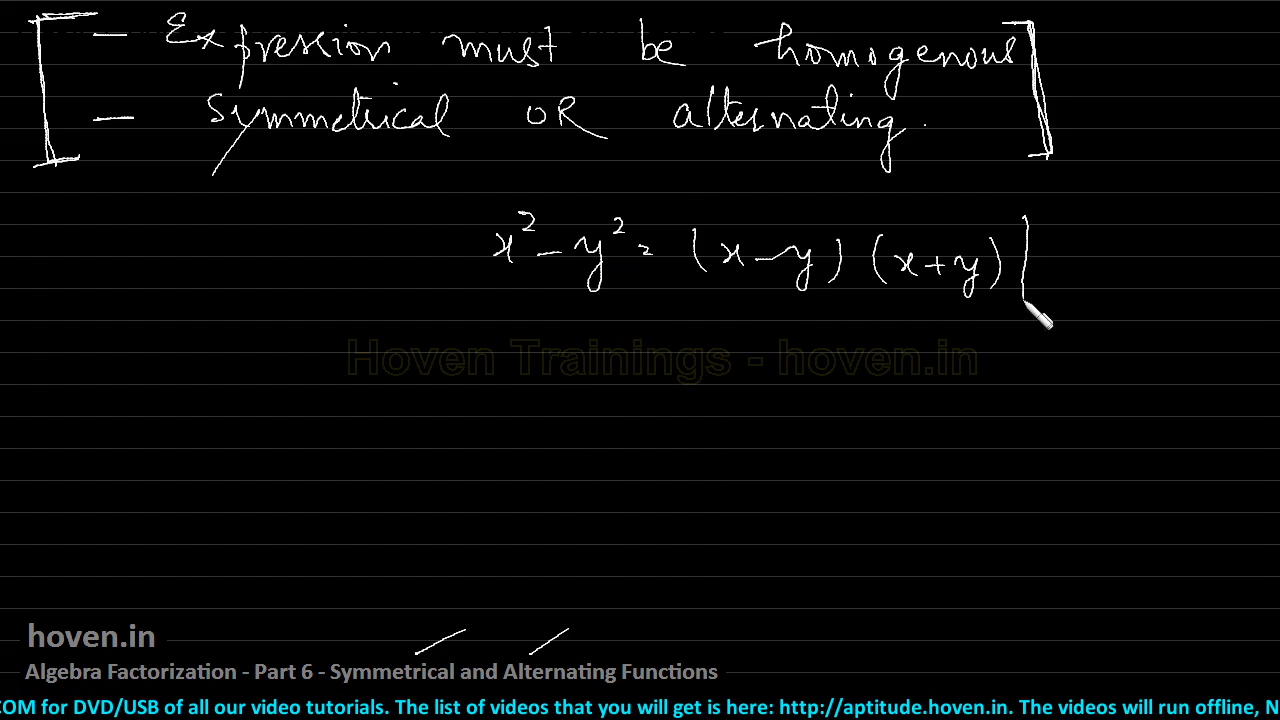 - Expression must be homogenous
- symmetrical OR alternating.
x² - y² = (x - y) (x + y)
Hoven Trainings - hoven.in
hoven.in
Algebra Factorization - Part 6 - Symmetrical and Alternating Functions
COM for DVD/USB of all our video tutorials. The list of videos that you will get is here: http://aptitude.hoven.in. The videos will run offline, N